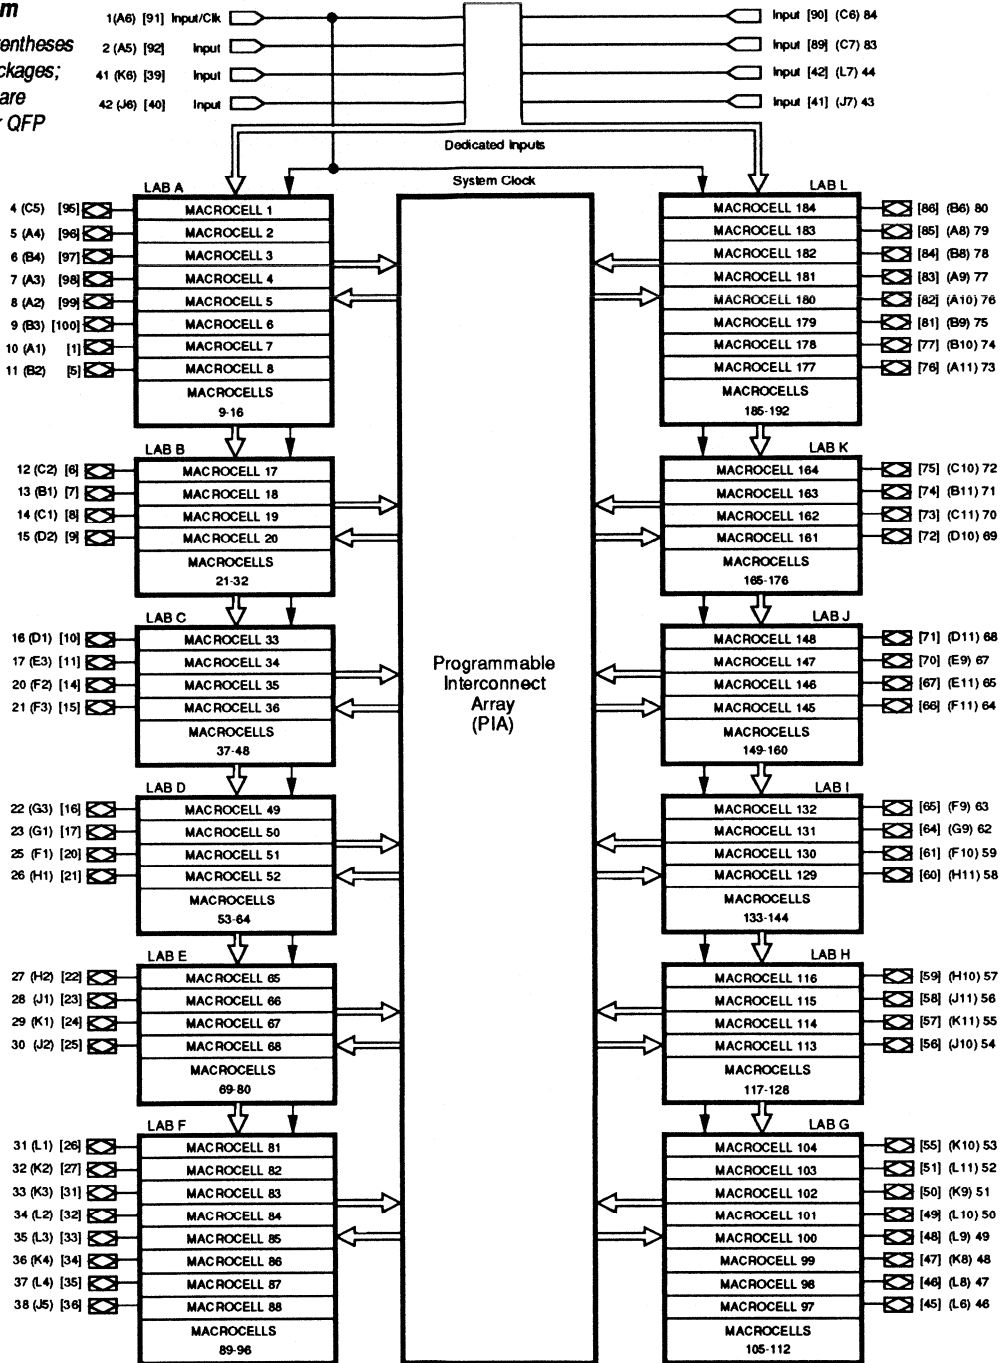 m
entheses
ckages;
are
r QFP
1(A6) [91] Input/Clk
2 (A5) [92] Input
41 (K6) [39] Input
42 (J6) [40] Input
Input [90] (C6) 84
Input [89] (C7) 83
Input [42] (L7) 44
Input [41] (J7) 43
Dedicated Inputs
System Clock
LAB A
4 (C5) [95] MACROCELL 1
5 (A4) [96] MACROCELL 2
6 (B4) [97] MACROCELL 3
7 (A3) [98] MACROCELL 4
8 (A2) [99] MACROCELL 5
9 (B3) [100] MACROCELL 6
10 (A1) [1] MACROCELL 7
11 (B2) [5] MACROCELL 8
MACROCELLS
9-16
LAB B
12 (C2) [6] MACROCELL 17
13 (B1) [7] MACROCELL 18
14 (C1) [8] MACROCELL 19
15 (D2) [9] MACROCELL 20
MACROCELLS
21-32
LAB C
16 (D1) [10] MACROCELL 33
17 (E3) [11] MACROCELL 34
20 (F2) [14] MACROCELL 35
21 (F3) [15] MACROCELL 36
MACROCELLS
37-48
LAB D
22 (G3) [16] MACROCELL 49
23 (G1) [17] MACROCELL 50
25 (F1) [20] MACROCELL 51
26 (H1) [21] MACROCELL 52
MACROCELLS
53-64
LAB E
27 (H2) [22] MACROCELL 65
28 (J1) [23] MACROCELL 66
29 (K1) [24] MACROCELL 67
30 (J2) [25] MACROCELL 68
MACROCELLS
69-80
LAB F
31 (L1) [26] MACROCELL 81
32 (K2) [27] MACROCELL 82
33 (K3) [31] MACROCELL 83
34 (L2) [32] MACROCELL 84
35 (L3) [33] MACROCELL 85
36 (K4) [34] MACROCELL 86
37 (L4) [35] MACROCELL 87
38 (J5) [36] MACROCELL 88
MACROCELLS
89-96
Programmable
Interconnect
Array
(PIA)
LAB L
MACROCELL 184 [86] (B6) 80
MACROCELL 183 [85] (A8) 79
MACROCELL 182 [84] (B8) 78
MACROCELL 181 [83] (A9) 77
MACROCELL 180 [82] (A10) 76
MACROCELL 179 [81] (B9) 75
MACROCELL 178 [77] (B10) 74
MACROCELL 177 [76] (A11) 73
MACROCELLS
185-192
LAB K
MACROCELL 164 [75] (C10) 72
MACROCELL 163 [74] (B11) 71
MACROCELL 162 [73] (C11) 70
MACROCELL 161 [72] (D10) 69
MACROCELLS
165-176
LAB J
MACROCELL 148 [71] (D11) 68
MACROCELL 147 [70] (E9) 67
MACROCELL 146 [67] (E11) 65
MACROCELL 145 [66] (F11) 64
MACROCELLS
149-160
LAB I
MACROCELL 132 [65] (F9) 63
MACROCELL 131 [64] (G9) 62
MACROCELL 130 [61] (F10) 59
MACROCELL 129 [60] (H11) 58
MACROCELLS
133-144
LAB H
MACROCELL 116 [59] (H10) 57
MACROCELL 115 [58] (J11) 56
MACROCELL 114 [57] (K11) 55
MACROCELL 113 [56] (J10) 54
MACROCELLS
117-128
LAB G
MACROCELL 104 [55] (K10) 53
MACROCELL 103 [51] (L11) 52
MACROCELL 102 [50] (K9) 51
MACROCELL 101 [49] (L10) 50
MACROCELL 100 [48] (L9) 49
MACROCELL 99 [47] (K8) 48
MACROCELL 98 [46] (L8) 47
MACROCELL 97 [45] (L6) 46
MACROCELLS
105-112